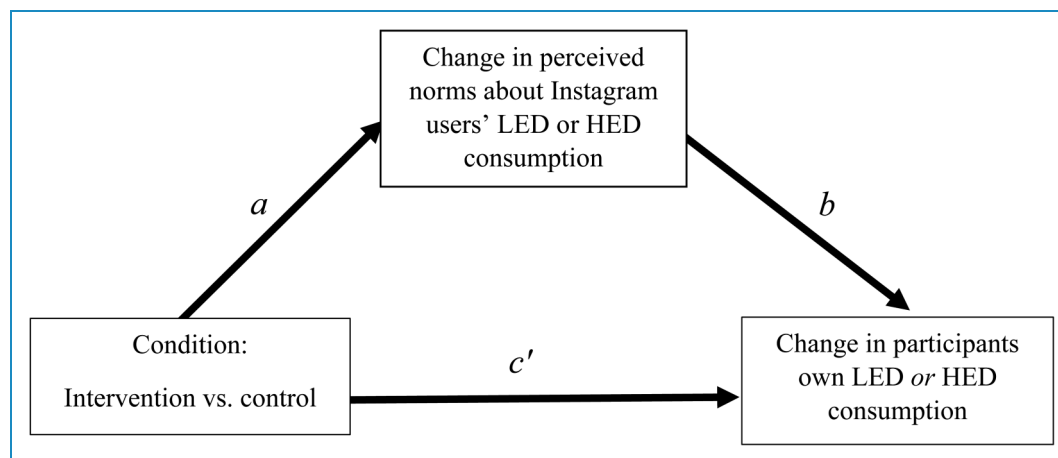 Change in perceived
norms about Instagram
users' LED or HED
consumption
a
b
Condition:
Intervention vs. control
c'
Change in participants
own LED or HED
consumption